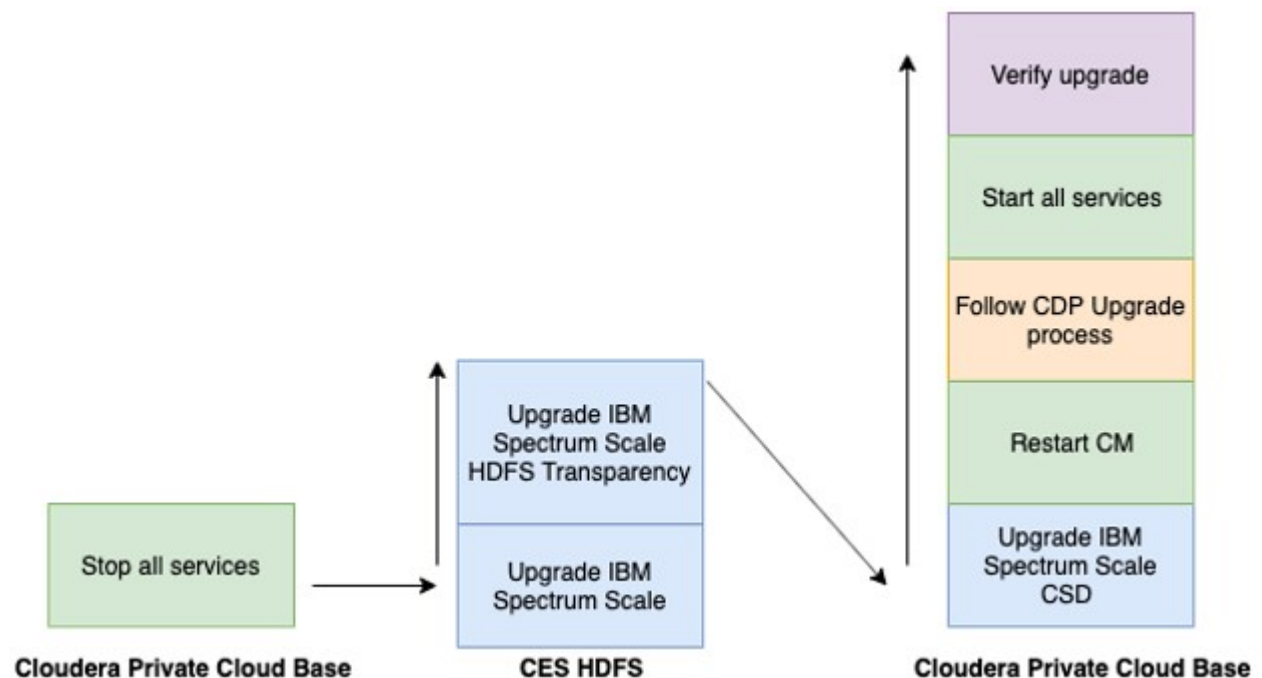 Verify upgrade
Start all services
Follow CDP Upgrade
process
Upgrade IBM
Spectrum Scale
HDFS Transparency
Restart CM
Stop all services
Upgrade IBM
Spectrum Scale
Upgrade IBM
Spectrum Scale
CSD
Cloudera Private Cloud Base
CES HDFS
Cloudera Private Cloud Base